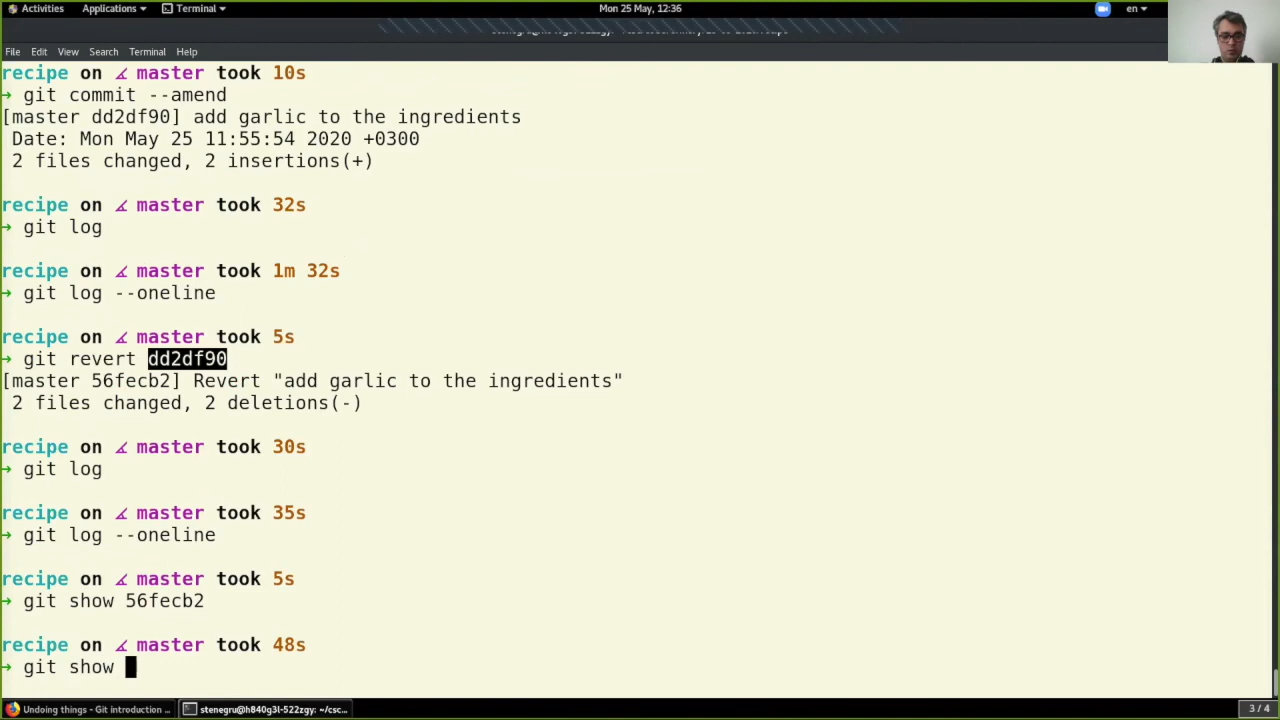 Activities Applications Terminal Mon 25 May, 12:36 en
File Edit View Search Terminal Help
recipe on master took 10s
→ git commit --amend
[master dd2df90] add garlic to the ingredients
Date: Mon May 25 11:55:54 2020 +0300
2 files changed, 2 insertions(+)
recipe on master took 32s
→ git log
recipe on master took 1m 32s
→ git log --oneline
recipe on master took 5s
→ git revert dd2df90
[master 56fecb2] Revert "add garlic to the ingredients"
2 files changed, 2 deletions(-)
recipe on master took 30s
→ git log
recipe on master took 35s
→ git log --oneline
recipe on master took 5s
→ git show 56fecb2
recipe on master took 48s
→ git show
Undoing things - Git introduction ... stenegru@h840g3l-522zgy: ~/csc... 3 / 4